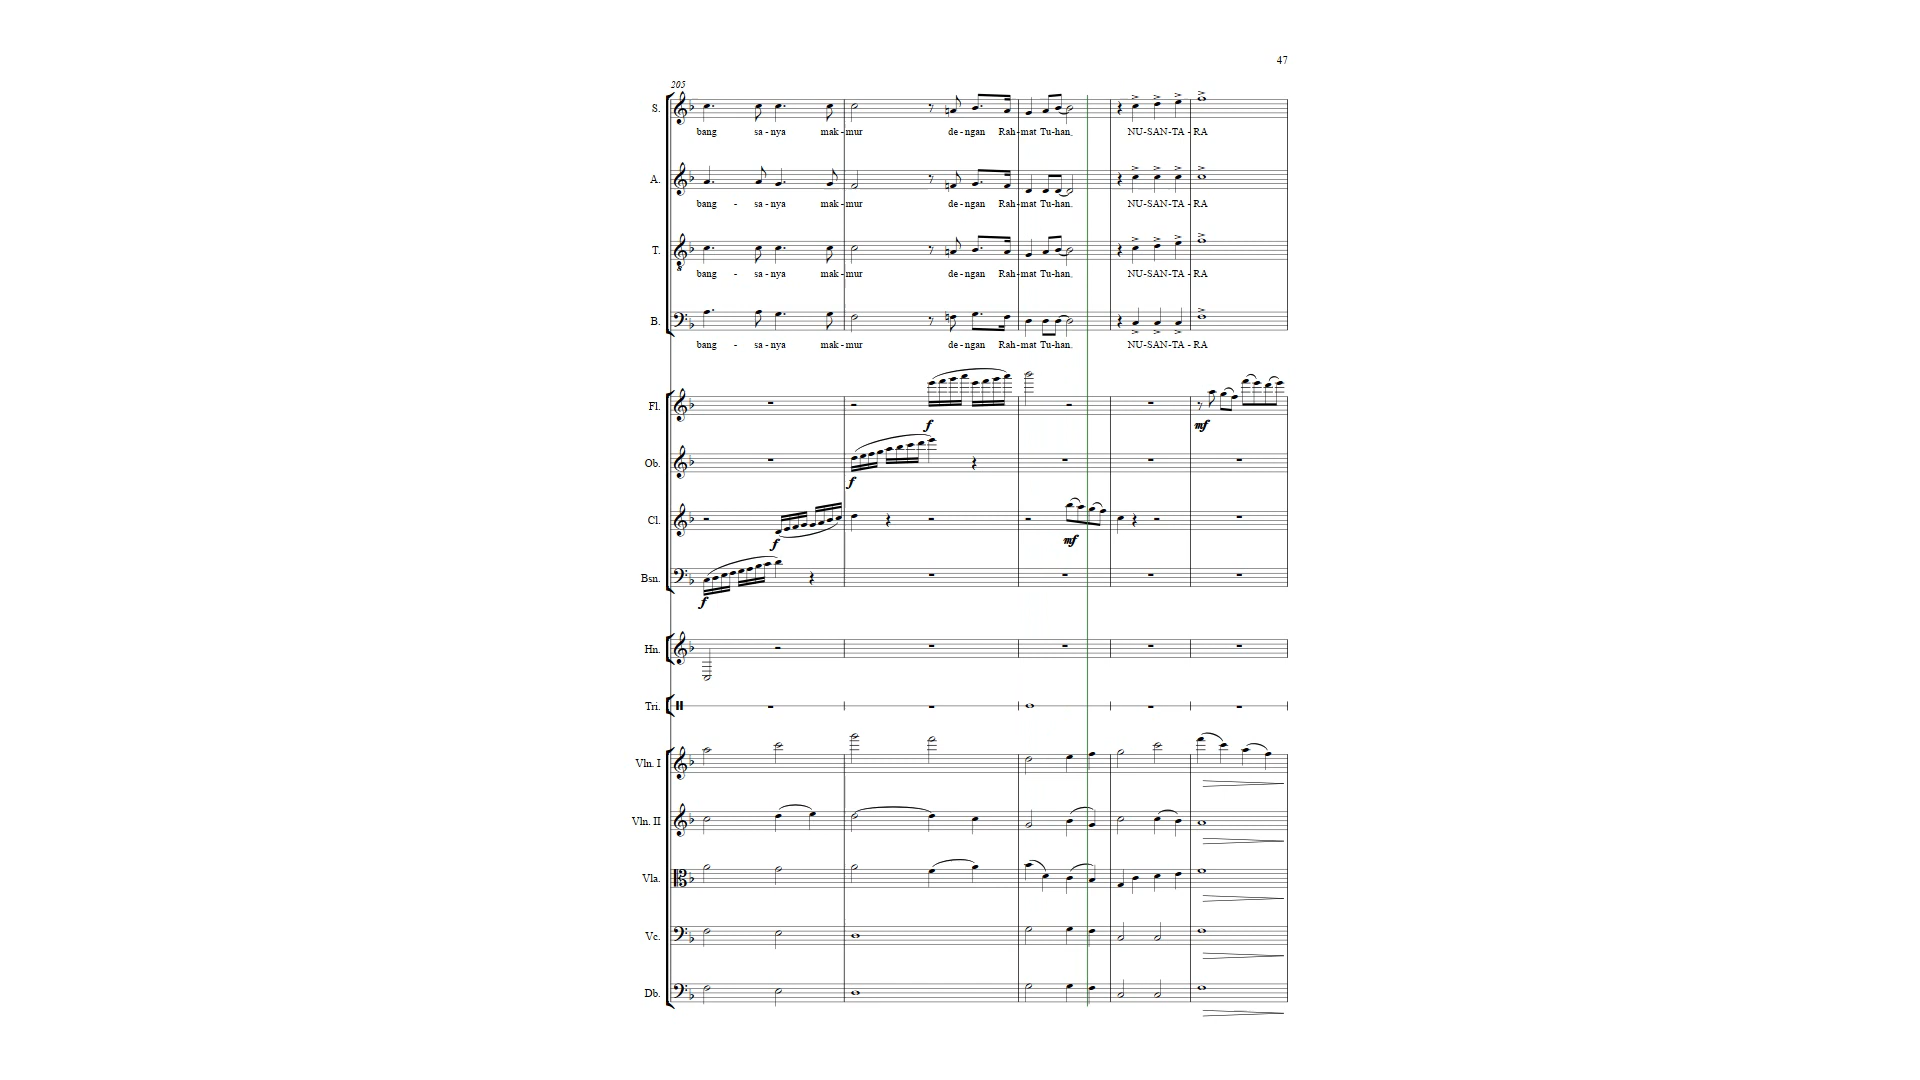 47
205
S.
bang sa - nya mak - mur de - ngan Rah - mat Tu - han. NU - SAN - TA - RA
A.
bang - sa - nya mak - mur de - ngan Rah - mat Tu - han. NU - SAN - TA - RA
T.
8
bang - sa - nya mak - mur de - ngan Rah - mat Tu - han. NU - SAN - TA - RA
B.
bang - sa - nya mak - mur de - ngan Rah - mat Tu - han. NU - SAN - TA - RA
Fl.
f mf
Ob.
f
Cl.
f mf
Bsn.
f
Hn.
Tri.
Vln. I
Vln. II
Vla.
Vc.
Db.